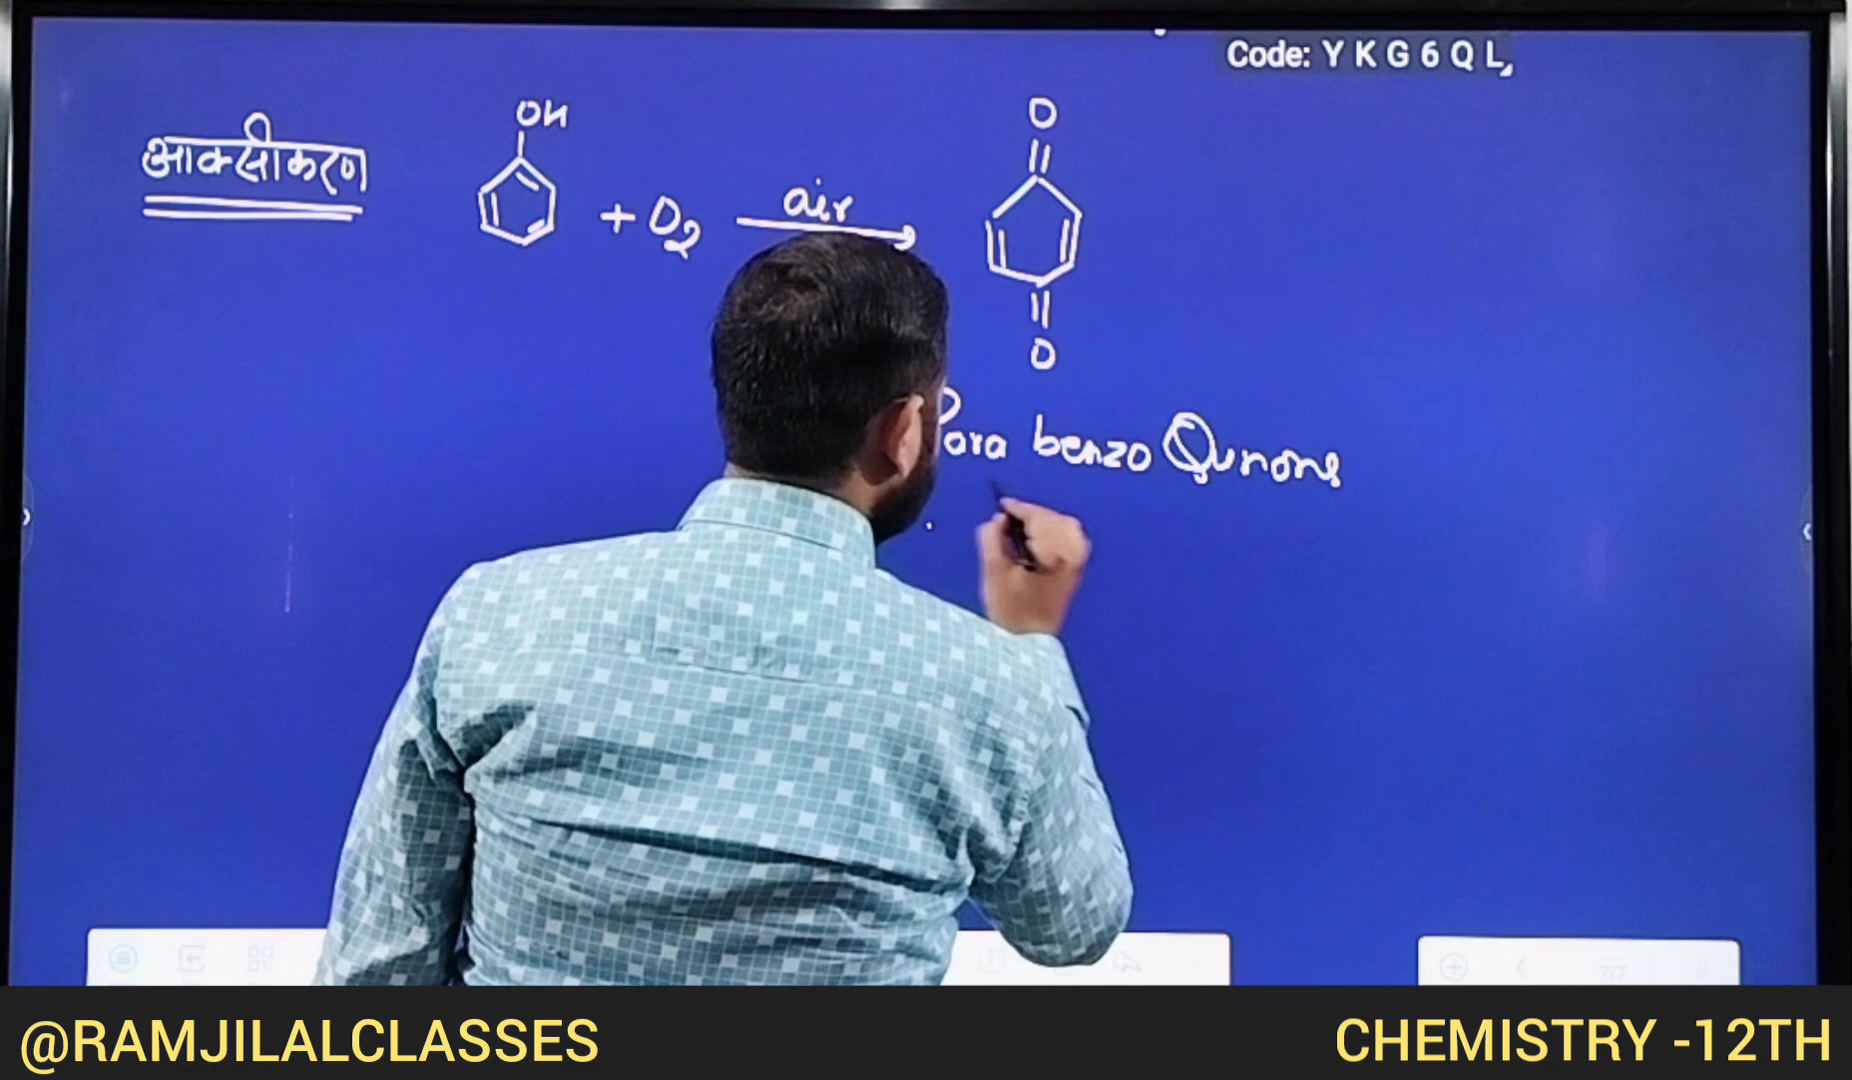 Code: Y K G 6 Q L,
आक्सीकरण
OH
+ O2
air
O
O
Para benzo Qunone
@RAMJILALCLASSES
CHEMISTRY -12TH